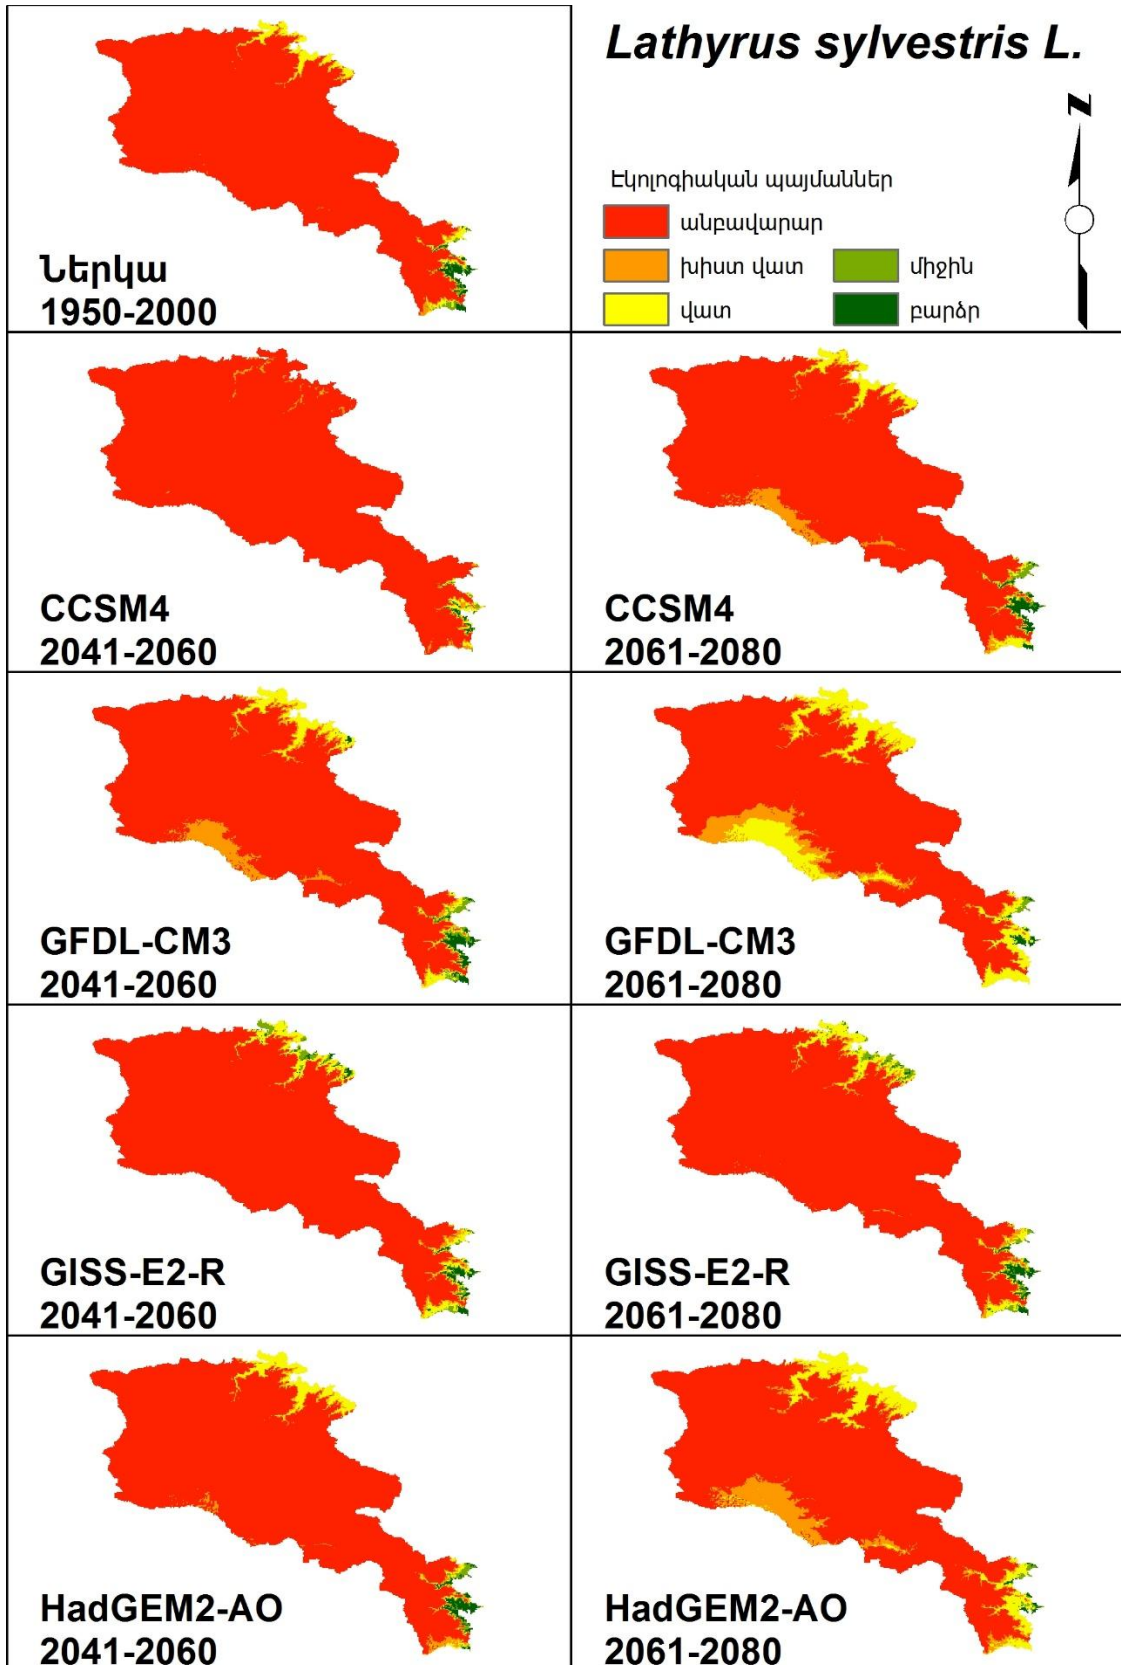 Lathyrus sylvestris L.
N
Էկոլոգիական պայմաններ
անբավարար
խիստ վատ
միջին
վատ
բարձր
Ներկա
1950-2000
CCSM4
2041-2060
CCSM4
2061-2080
GFDL-CM3
2041-2060
GFDL-CM3
2061-2080
GISS-E2-R
2041-2060
GISS-E2-R
2061-2080
HadGEM2-AO
2041-2060
HadGEM2-AO
2061-2080